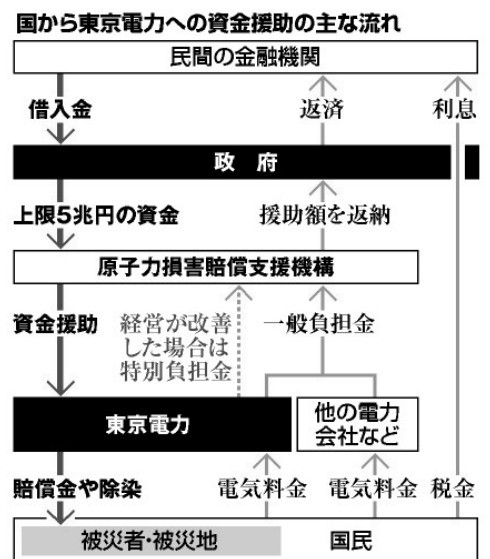 国から東京電力への資金援助の主な流れ
民間の金融機関
借入金
返済
利息
政 府
上限5兆円の資金
援助額を返納
原子力損害賠償支援機構
資金援助
経営が改善
した場合は
特別負担金
一般負担金
東京電力
他の電力
会社など
賠償金や除染
電気料金
電気料金
税金
被災者・被災地
国民